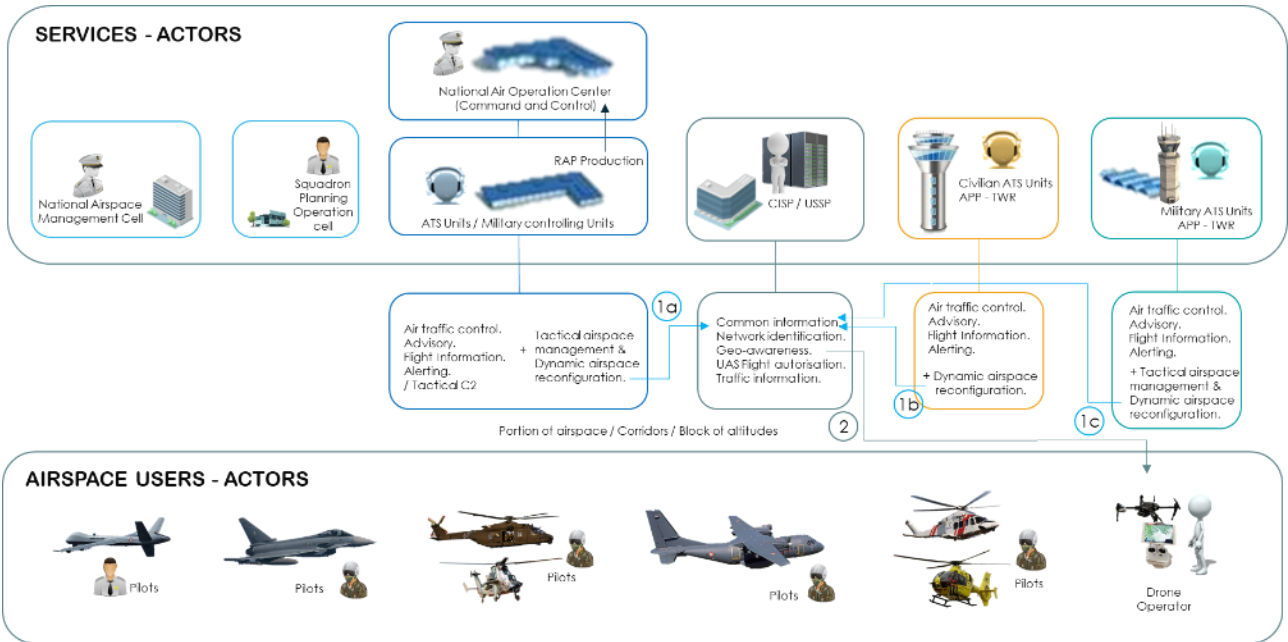 SERVICES - ACTORS
National Air Operation Center
(Command and Control)
RAP Production
National Airspace
Management Cell
Squadron
Planning
Operation
cell
ATS Units / Military controlling Units
CISP / USSP
Civilian ATS Units
APP - TWR
Military ATS Units
APP - TWR
Air traffic control.
Advisory.
Flight Information.
Alerting.
/ Tactical C2
+ Tactical airspace
management &
Dynamic airspace
reconfiguration.
1a
Common information.
Network identification.
Geo-awareness.
UAS Flight autorisation.
Traffic information.
Air traffic control.
Advisory.
Flight Information.
Alerting.
+ Dynamic airspace
reconfiguration.
1b
Air traffic control.
Advisory.
Flight Information.
Alerting.
+ Tactical airspace
management &
Dynamic airspace
reconfiguration.
1c
2
Portion of airspace / Corridors / Block of altitudes
AIRSPACE USERS - ACTORS
Pilots
Pilots
Pilots
Pilots
Pilots
Drone
Operator